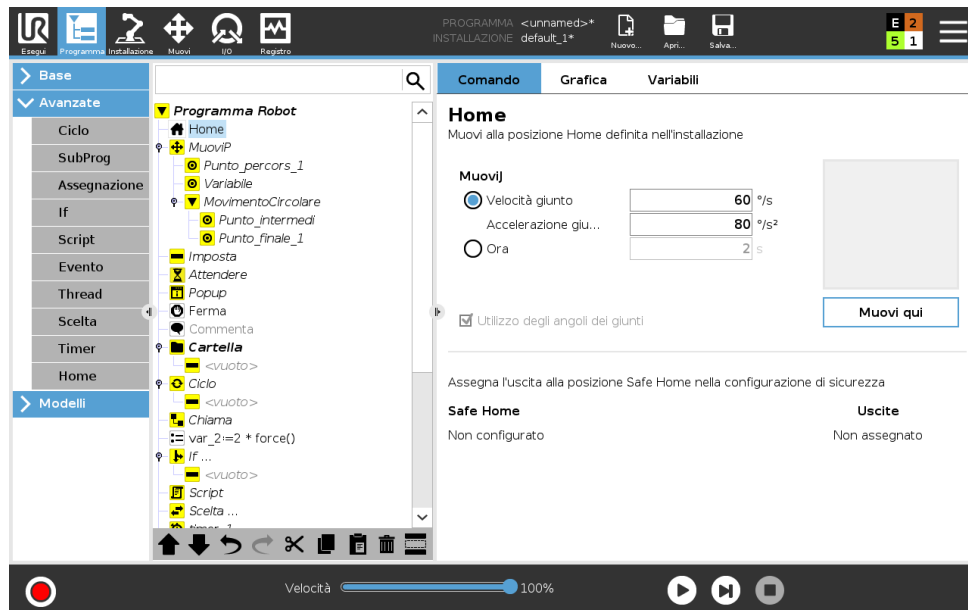 PROGRAMMA <unnamed>*
INSTALLAZIONE default_1*
Esegui Programma Installazione Muovi I/O Registro Nuovo... Apri... Salva...
E 2
5 1
Base
Avanzate
Ciclo
SubProg
Assegnazione
If
Script
Evento
Thread
Scelta
Timer
Home
Modelli
Programma Robot
Home
MuoviP
Punto_percors_1
Variabile
MovimentoCircolare
Punto_intermedi
Punto_finale_1
Imposta
Attendere
Popup
Ferma
Commenta
Cartella
<vuoto>
Ciclo
<vuoto>
Chiama
var_2:=2 * force()
If ...
<vuoto>
Script
Scelta ...
Comando Grafica Variabili
Home
Muovi alla posizione Home definita nell'installazione
MuoviJ
Velocità giunto 60 °/s
Accelerazione giu... 80 °/s²
Ora 2 s
Utilizzo degli angoli dei giunti
Muovi qui
Assegna l'uscita alla posizione Safe Home nella configurazione di sicurezza
Safe Home Uscite
Non configurato Non assegnato
Velocità 100%